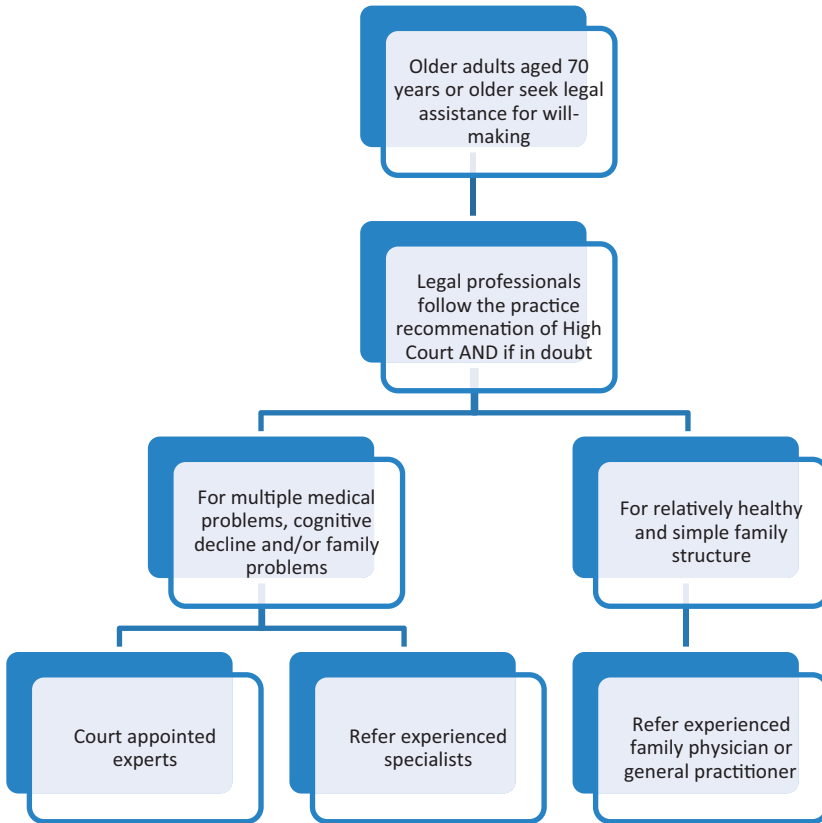 Older adults aged 70
years or older seek legal
assistance for will-
making
Legal professionals
follow the practice
recommenation of High
Court AND if in doubt
For multiple medical
problems, cognitive
decline and/or family
problems
For relatively healthy
and simple family
structure
Court appointed
experts
Refer experienced
specialists
Refer experienced
family physician or
general practitioner